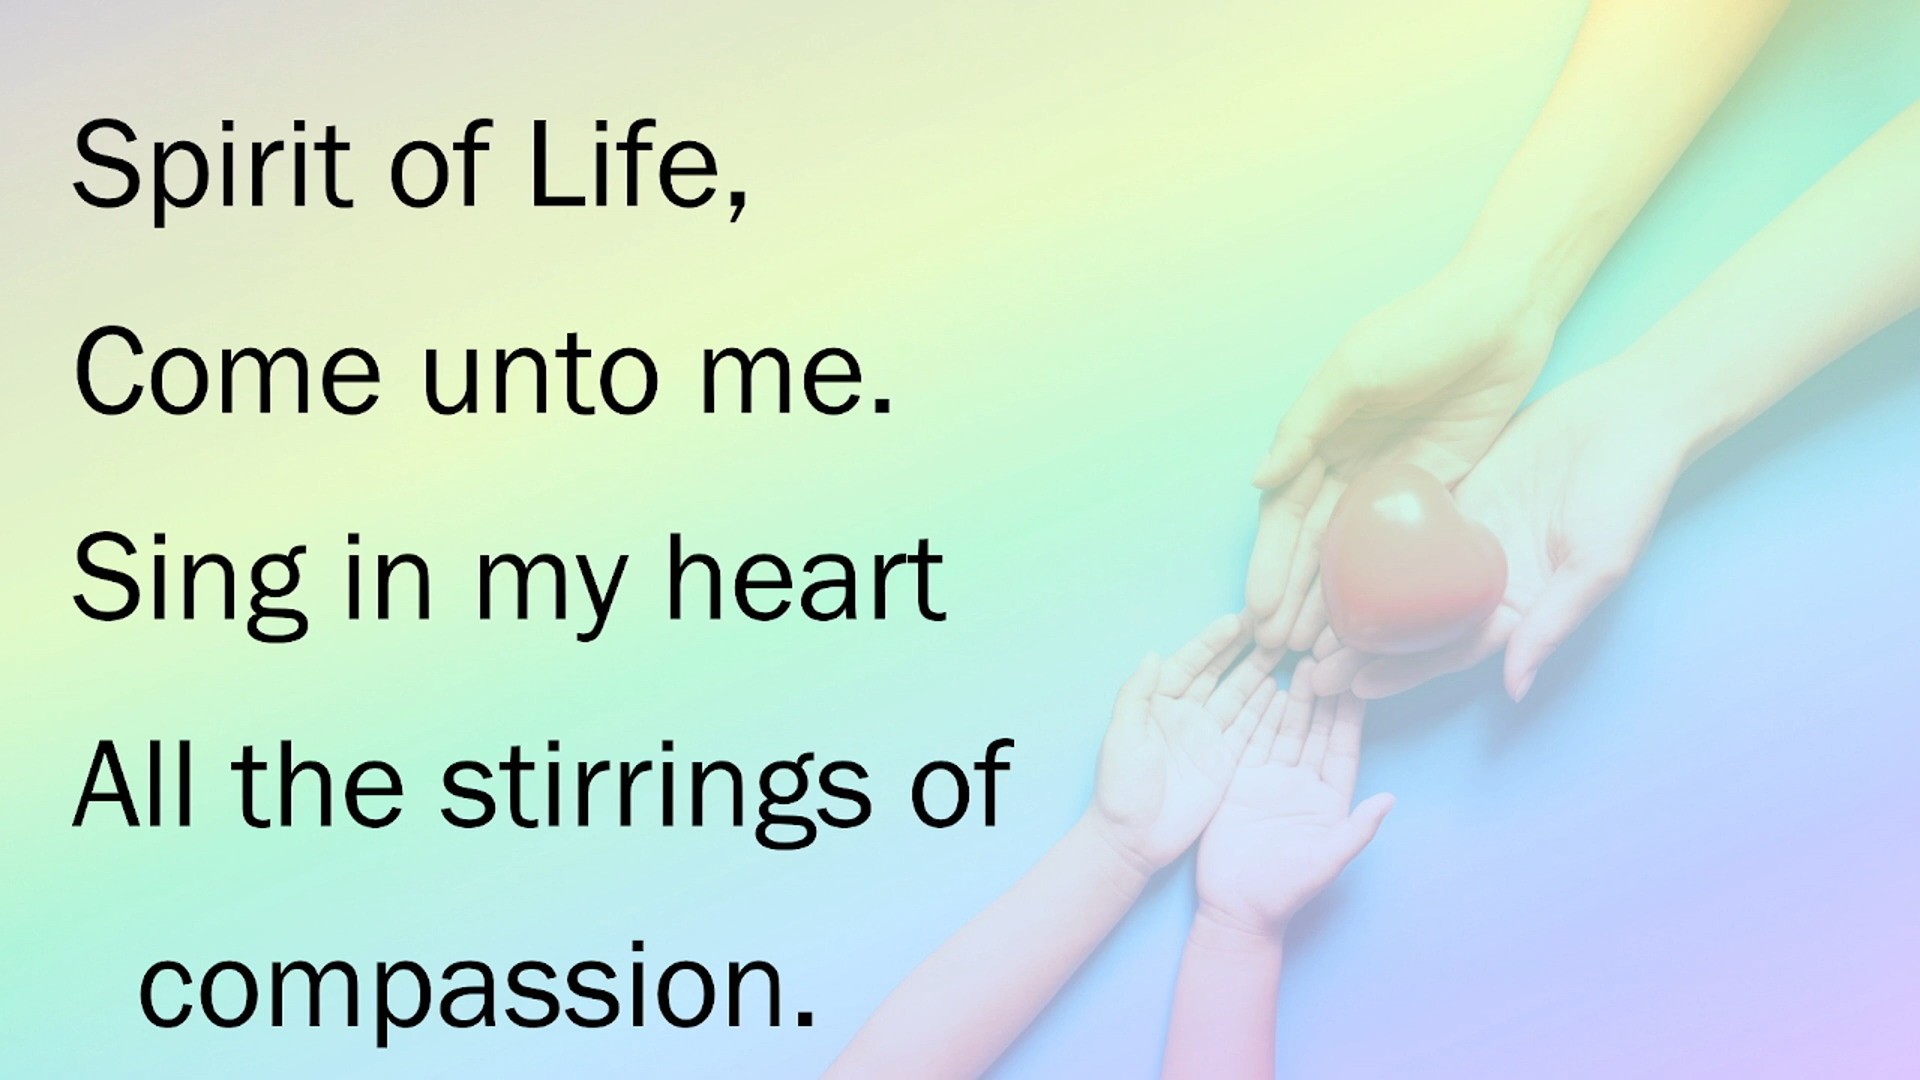 Spirit of Life,
Come unto me.
Sing in my heart
All the stirrings of
compassion.